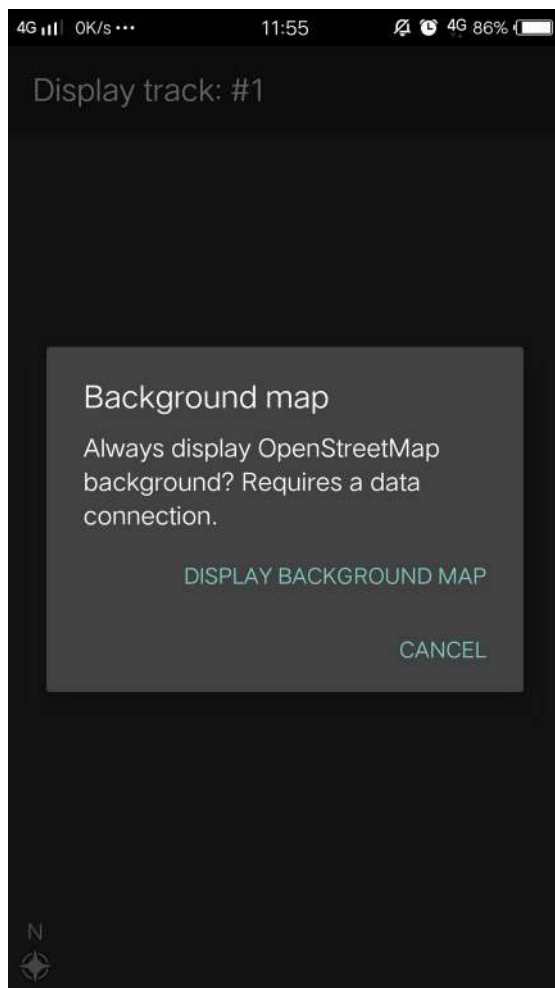 4G 0K/s ••• 11:55 4G 86%
Display track: #1
Background map
Always display OpenStreetMap
background? Requires a data
connection.
DISPLAY BACKGROUND MAP
CANCEL
N